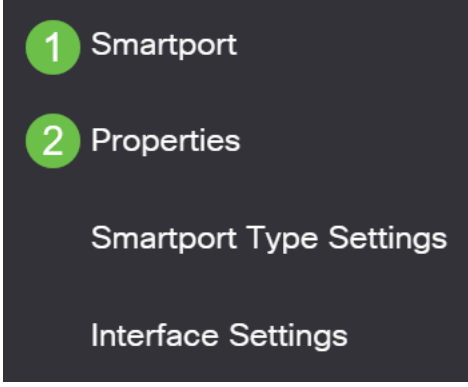 1 Smartport
2 Properties
Smartport Type Settings
Interface Settings